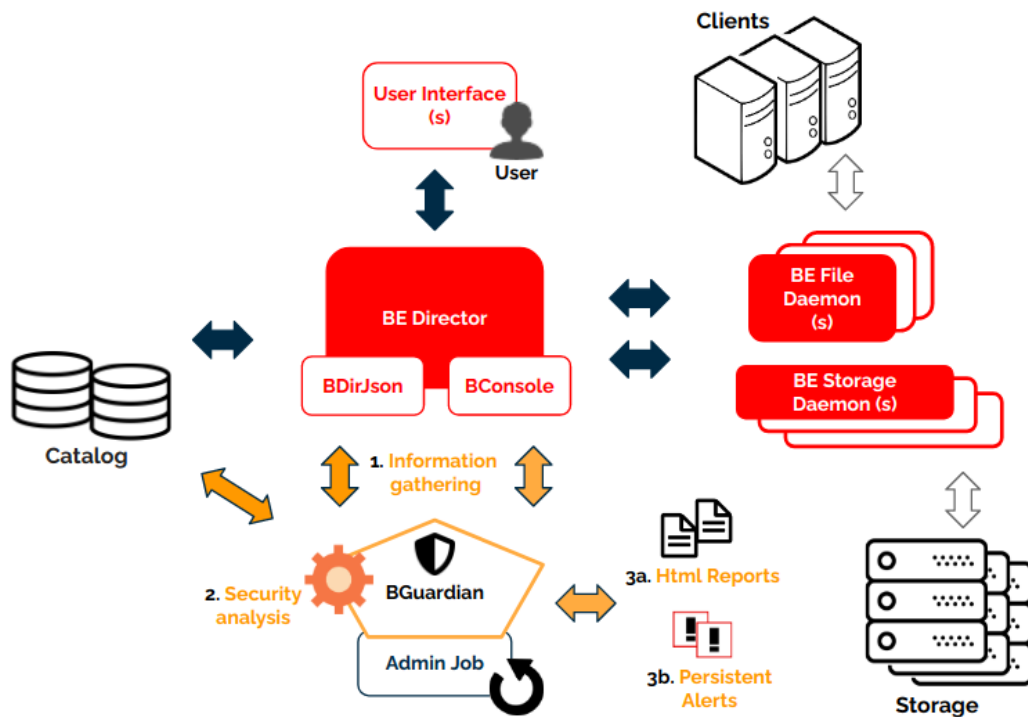 Clients
User Interface
(s)
User
BE Director
BE File
Daemon
(s)
BDirJson
BConsole
BE Storage
Daemon (s)
Catalog
1. Information
gathering
BGuardian
2. Security
analysis
3a. Html Reports
Admin Job
3b. Persistent
Alerts
Storage